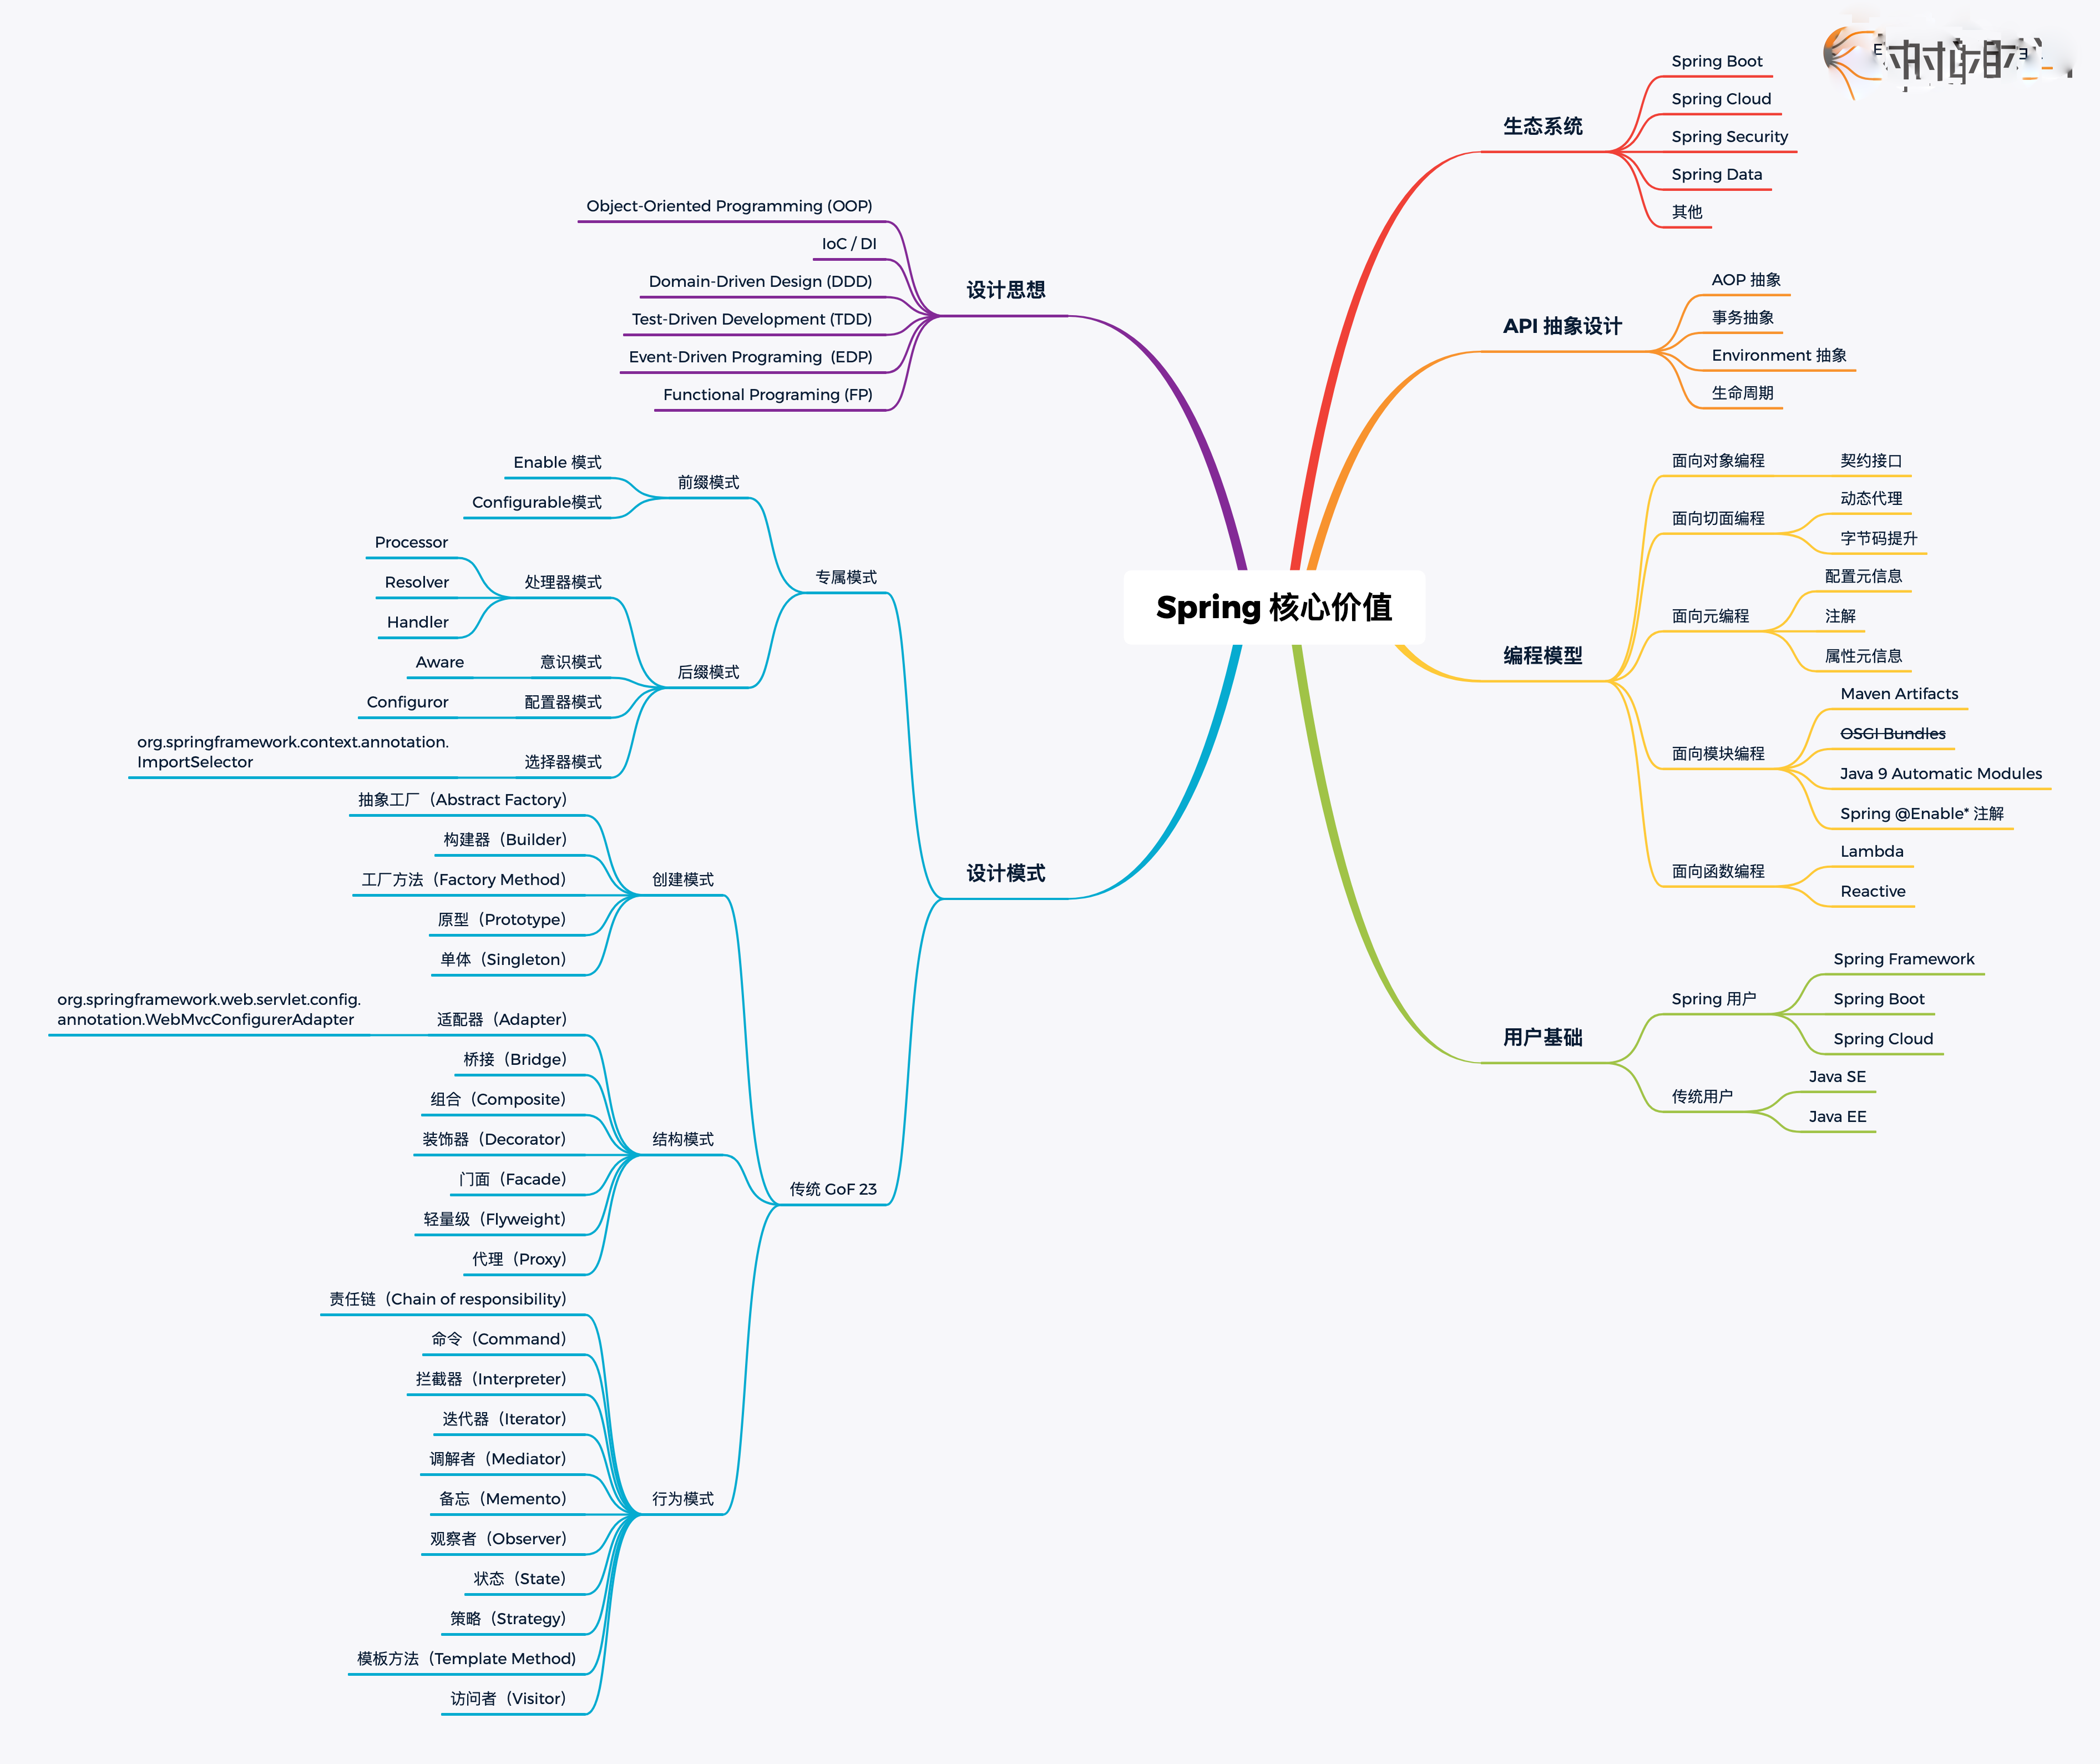 Spring 核心价值
生态系统
Spring Boot
Spring Cloud
Spring Security
Spring Data
其他
API 抽象设计
AOP 抽象
事务抽象
Environment 抽象
生命周期
编程模型
面向对象编程
契约接口
面向切面编程
动态代理
字节码提升
面向元编程
配置元信息
注解
属性元信息
面向模块编程
Maven Artifacts
OSGI Bundles
Java 9 Automatic Modules
Spring @Enable* 注解
面向函数编程
Lambda
Reactive
用户基础
Spring 用户
Spring Framework
Spring Boot
Spring Cloud
传统用户
Java SE
Java EE
设计思想
Object-Oriented Programming (OOP)
IoC / DI
Domain-Driven Design (DDD)
Test-Driven Development (TDD)
Event-Driven Programing (EDP)
Functional Programing (FP)
设计模式
专属模式
前缀模式
Enable 模式
Configurable模式
后缀模式
处理器模式
Processor
Resolver
Handler
意识模式
Aware
配置器模式
Configuror
选择器模式
org.springframework.context.annotation.
ImportSelector
传统 GoF 23
创建模式
抽象工厂（Abstract Factory）
构建器（Builder）
工厂方法（Factory Method）
原型（Prototype）
单体（Singleton）
结构模式
适配器（Adapter）
org.springframework.web.servlet.config.
annotation.WebMvcConfigurerAdapter
桥接（Bridge）
组合（Composite）
装饰器（Decorator）
门面（Facade）
轻量级（Flyweight）
代理（Proxy）
行为模式
责任链（Chain of responsibility）
命令（Command）
拦截器（Interpreter）
迭代器（Iterator）
调解者（Mediator）
备忘（Memento）
观察者（Observer）
状态（State）
策略（Strategy）
模板方法（Template Method)
访问者（Visitor）